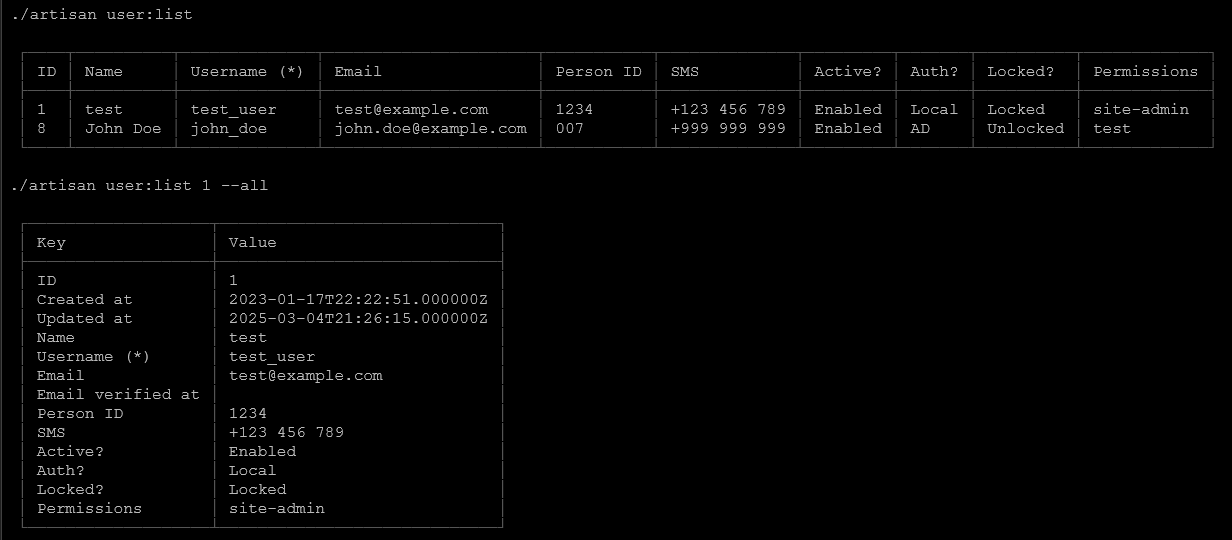 ./artisan user:list
ID Name Username (*) Email Person ID SMS Active? Auth? Locked? Permissions
1 test test_user test@example.com 1234 +123 456 789 Enabled Local Locked site-admin
8 John Doe john_doe john.doe@example.com 007 +999 999 999 Enabled AD Unlocked test
./artisan user:list 1 --all
Key Value
ID 1
Created at 2023-01-17T22:22:51.000000Z
Updated at 2025-03-04T21:26:15.000000Z
Name test
Username (*) test_user
Email test@example.com
Email verified at
Person ID 1234
SMS +123 456 789
Active? Enabled
Auth? Local
Locked? Locked
Permissions site-admin